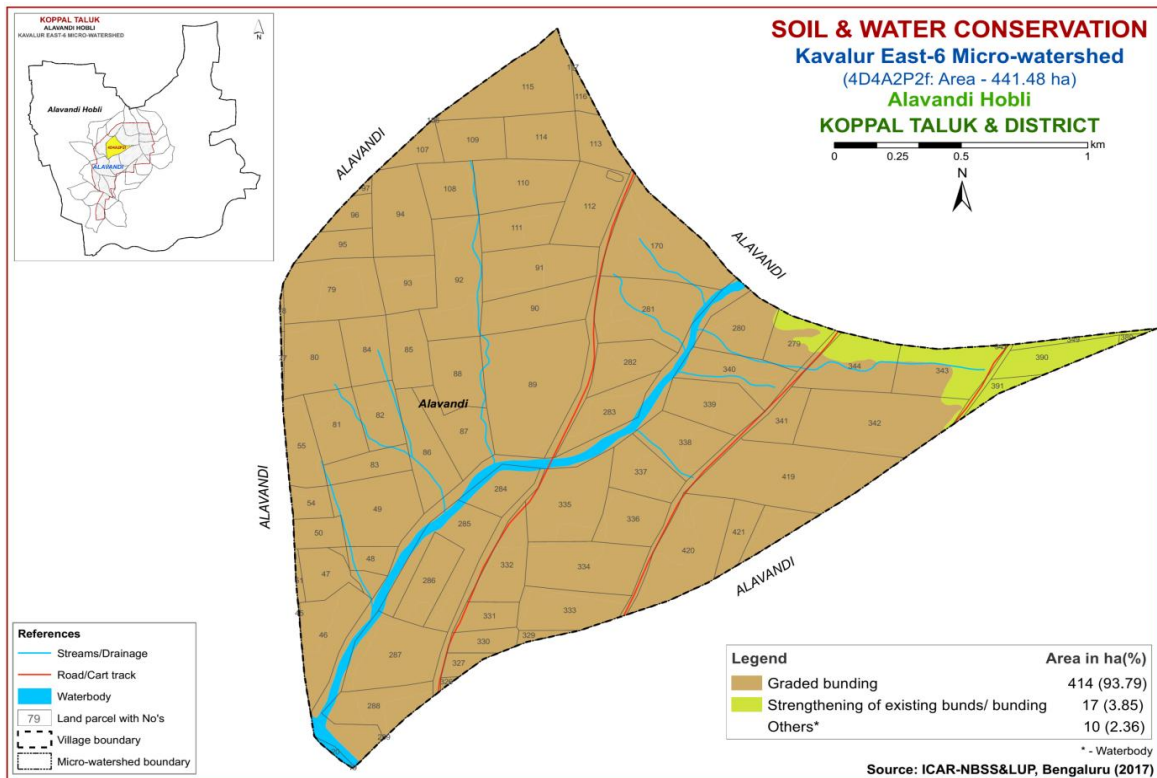 KOPPAL TALUK
ALAVANDI HOBLI
KAVALUR EAST-6 MICRO-WATERSHED
N
Alavandi Hobli
ALAVANDI
SOIL & WATER CONSERVATION
Kavalur East-6 Micro-watershed
(4D4A2P2f: Area - 441.48 ha)
Alavandi Hobli
KOPPAL TALUK & DISTRICT
km
0 0.25 0.5 1
N
ALAVANDI
ALAVANDI
ALAVANDI
ALAVANDI
Alavandi
115
116
109 114
107 113
108 110
112
96 94
111
95
170
79 93 92 91
90
281
280
279
80 84 85
282
340
344 343
390
391
88 89
283
339
81 82
341 342
55
86 87
338
83
337
419
54
49
284
335
285
336
50
421
48
420
47
286
332
334
46
331
333
330 329
287
327
288
References
Streams/Drainage
Road/Cart track
Waterbody
79 Land parcel with No's
Village boundary
Micro-watershed boundary
Legend Area in ha(%)
Graded bunding 414 (93.79)
Strengthening of existing bunds/ bunding 17 (3.85)
Others* 10 (2.36)
* - Waterbody
Source: ICAR-NBSS&LUP, Bengaluru (2017)